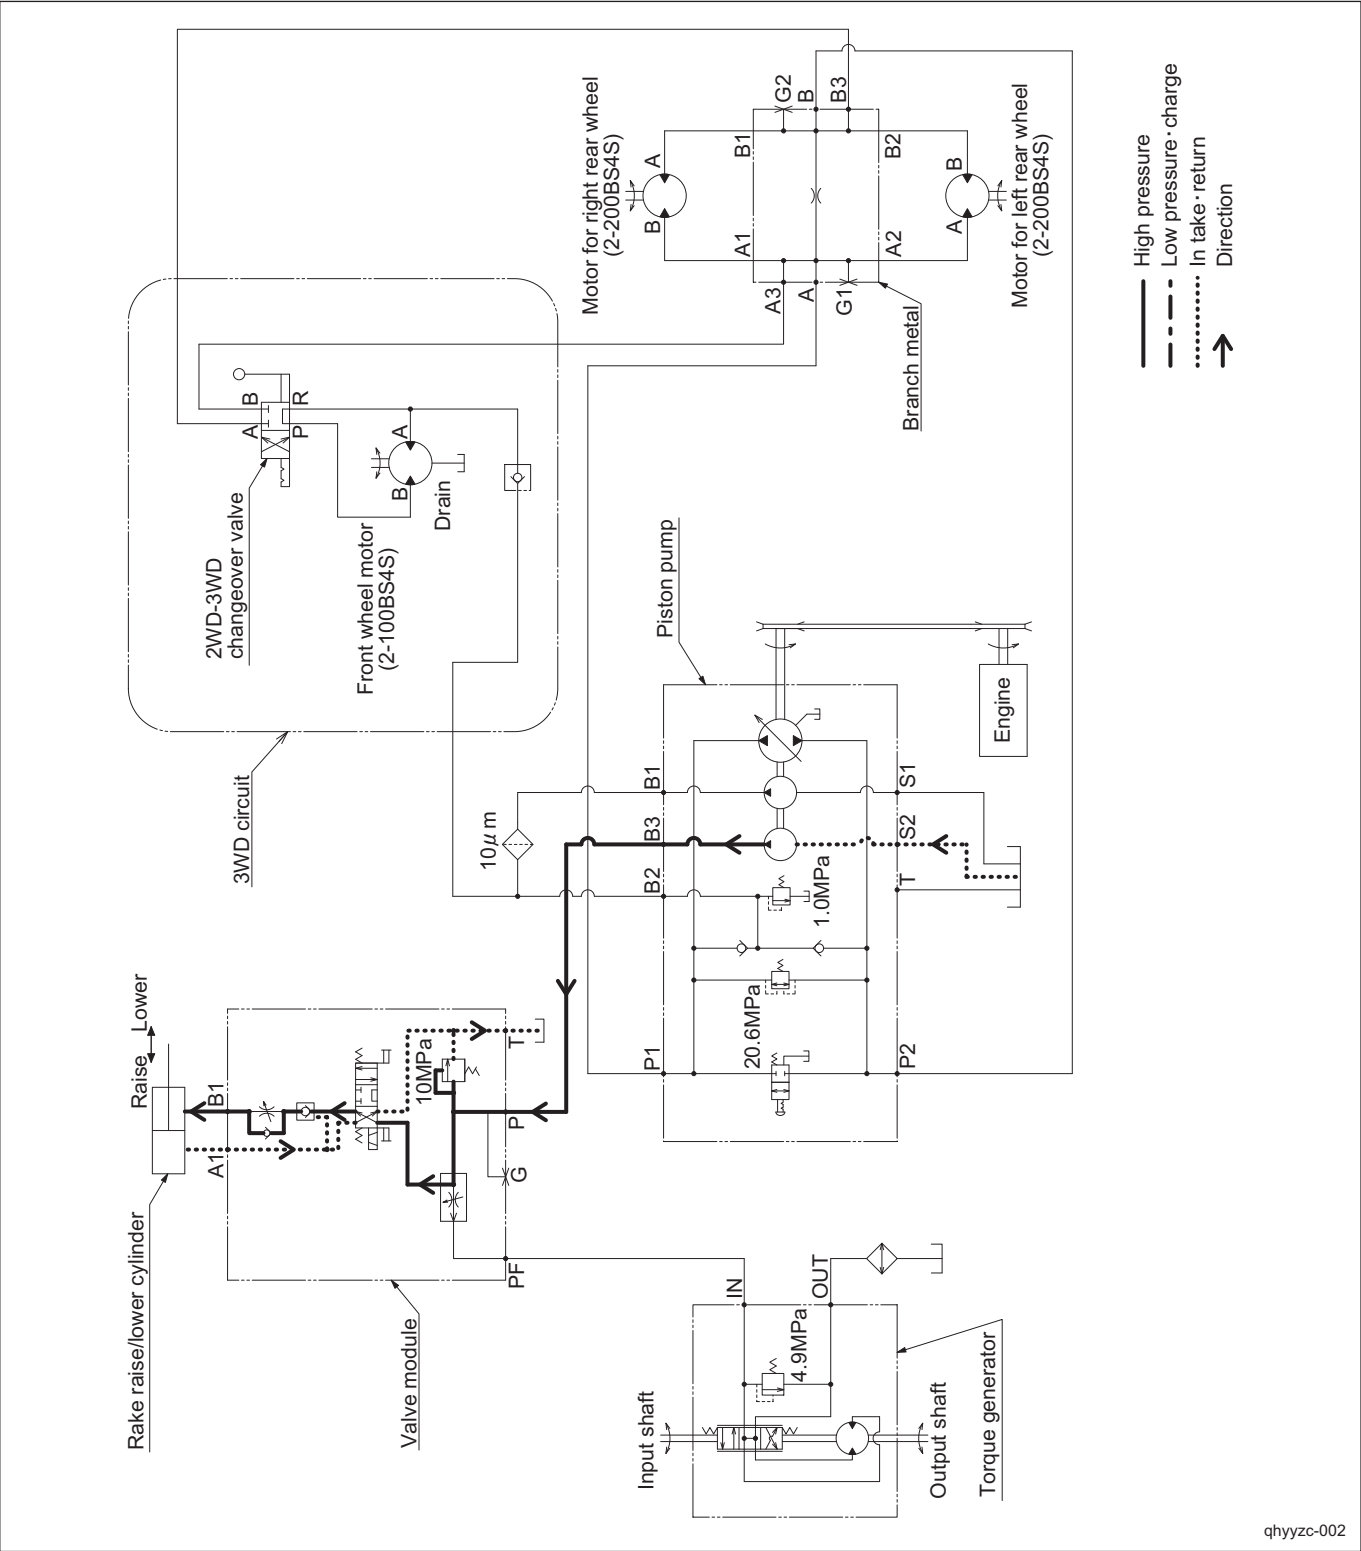 Rake raise/lower cylinder
Raise
Lower
A1
B1
Valve module
10MPa
PF
G
P
T
3WD circuit
2WD-3WD
changeover valve
A
B
P
R
Front wheel motor
(2-100BS4S)
B
A
Drain
10μm
Motor for right rear wheel
(2-200BS4S)
B
A
A1
B1
A3
A
G1
G2
B
B3
A2
B2
A
B
Motor for left rear wheel
(2-200BS4S)
Branch metal
Piston pump
P1
B2
B3
B1
20.6MPa
1.0MPa
P2
T
S2
S1
Engine
Input shaft
IN
OUT
4.9MPa
Output shaft
Torque generator
High pressure
Low pressure・charge
In take・return
Direction
qhyyzc-002